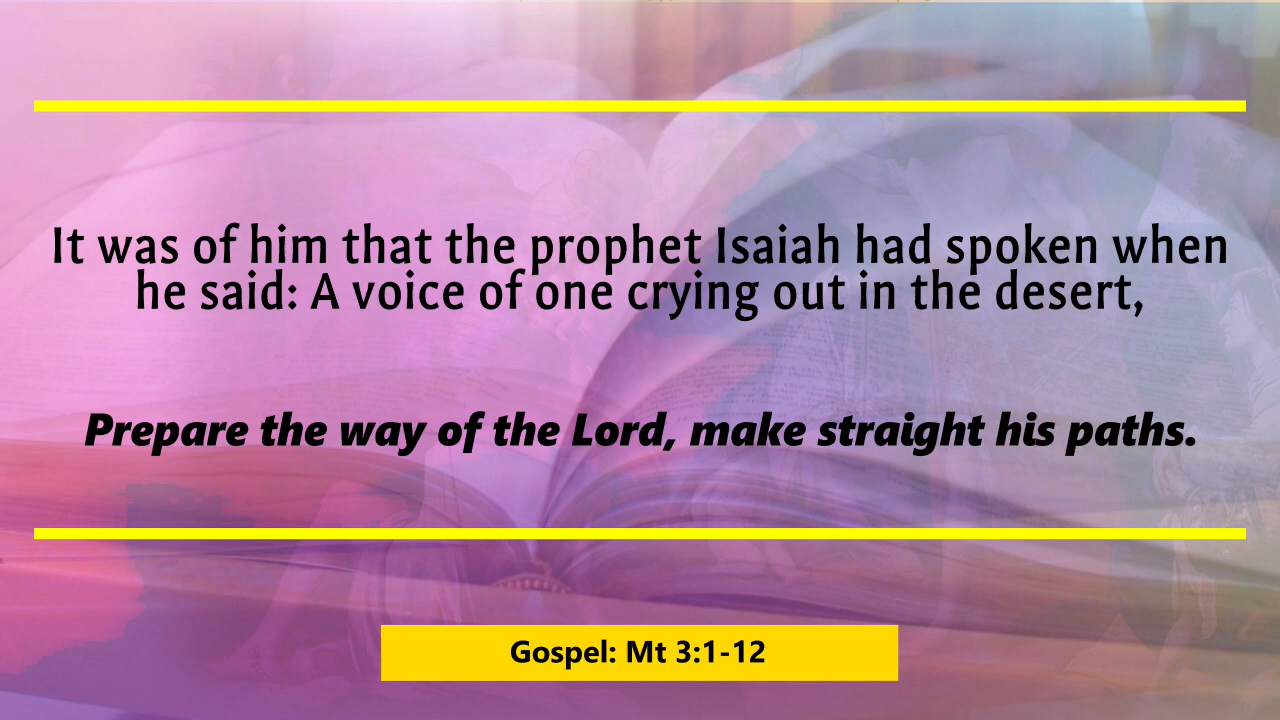 It was of him that the prophet Isaiah had spoken when
he said: A voice of one crying out in the desert,
Prepare the way of the Lord, make straight his paths.
Gospel: Mt 3:1-12